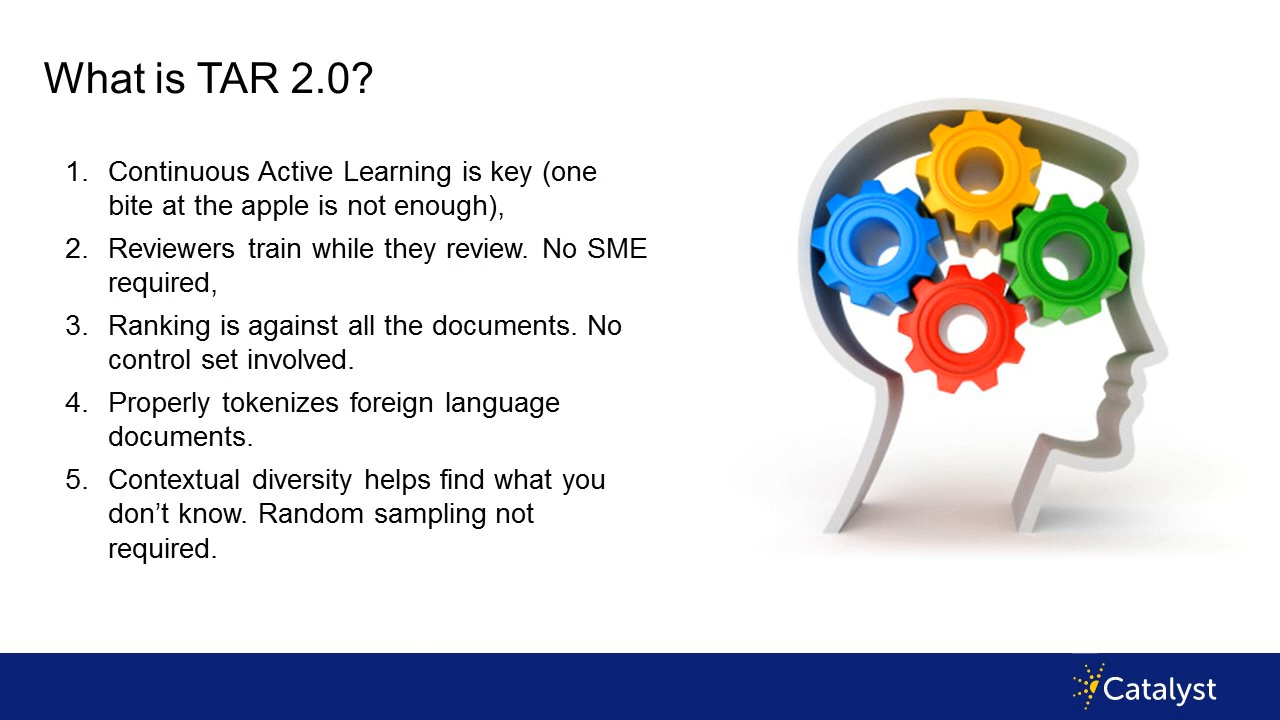 What is TAR 2.0?
1. Continuous Active Learning is key (one
bite at the apple is not enough),
2. Reviewers train while they review. No SME
required,
3. Ranking is against all the documents. No
control set involved.
4. Properly tokenizes foreign language
documents.
5. Contextual diversity helps find what you
don’t know. Random sampling not
required.
Catalyst